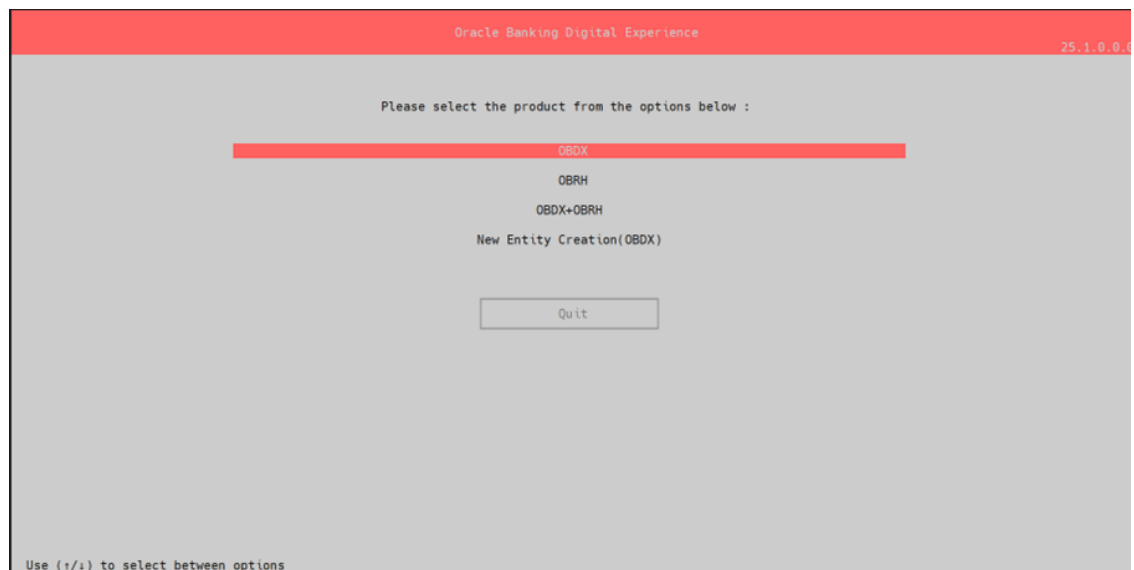 Oracle Banking Digital Experience
25.1.0.0.0
Please select the product from the options below :
OBDX
OBRH
OBDX+OBRH
New Entity Creation(OBDX)
Quit
Use (↑/↓) to select between options